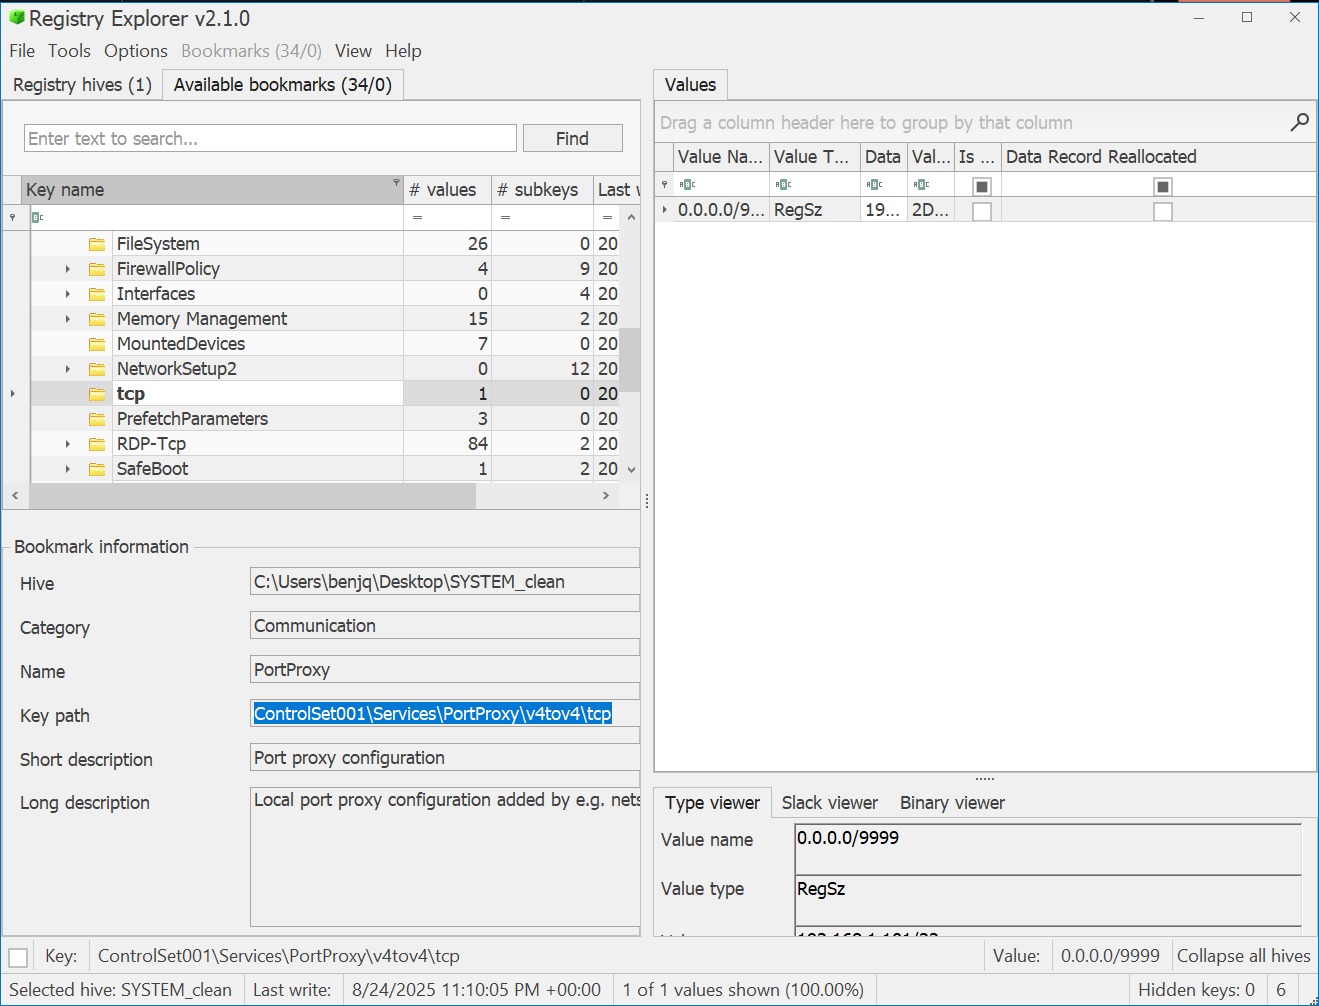 Registry Explorer v2.1.0
File Tools Options Bookmarks (34/0) View Help
Registry hives (1) Available bookmarks (34/0)
Enter text to search... Find
Key name # values # subkeys Last w
= = =
FileSystem 26 0 20
FirewallPolicy 4 9 20
Interfaces 0 4 20
Memory Management 15 2 20
MountedDevices 7 0 20
NetworkSetup2 0 12 20
tcp 1 0 20
PrefetchParameters 3 0 20
RDP-Tcp 84 2 20
SafeBoot 1 2 20
Bookmark information
Hive C:\Users\benjq\Desktop\SYSTEM_clean
Category Communication
Name PortProxy
Key path ControlSet001\Services\PortProxy\v4tov4\tcp
Short description Port proxy configuration
Long description Local port proxy configuration added by e.g. nets
Values
Drag a column header here to group by that column
Value Na... Value T... Data Val... Is ... Data Record Reallocated
0.0.0.0/9... RegSz 19... 2D...
Type viewer Slack viewer Binary viewer
Value name 0.0.0.0/9999
Value type RegSz
Key: ControlSet001\Services\PortProxy\v4tov4\tcp Value: 0.0.0.0/9999 Collapse all hives
Selected hive: SYSTEM_clean Last write: 8/24/2025 11:10:05 PM +00:00 1 of 1 values shown (100.00%) Hidden keys: 0 6